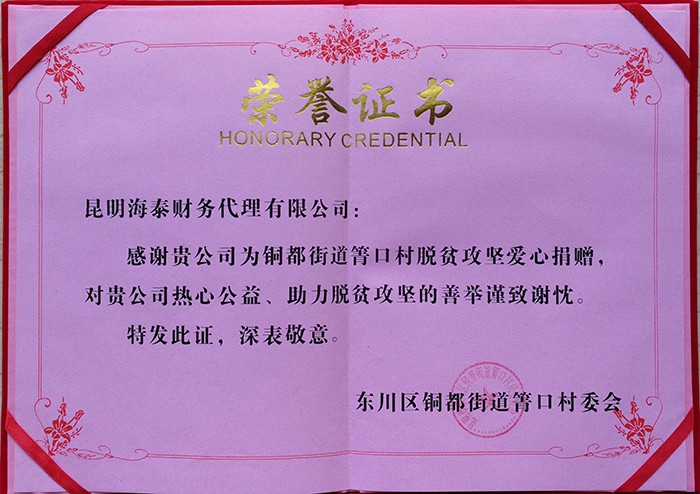 荣誉证书
HONORARY CREDENTIAL
昆明海泰财务代理有限公司：
感谢贵公司为铜都街道箐口村脱贫攻坚爱心捐赠，
对贵公司热心公益、助力脱贫攻坚的善举谨致谢忱。
特发此证，深表敬意。
东川区铜都街道箐口村委会